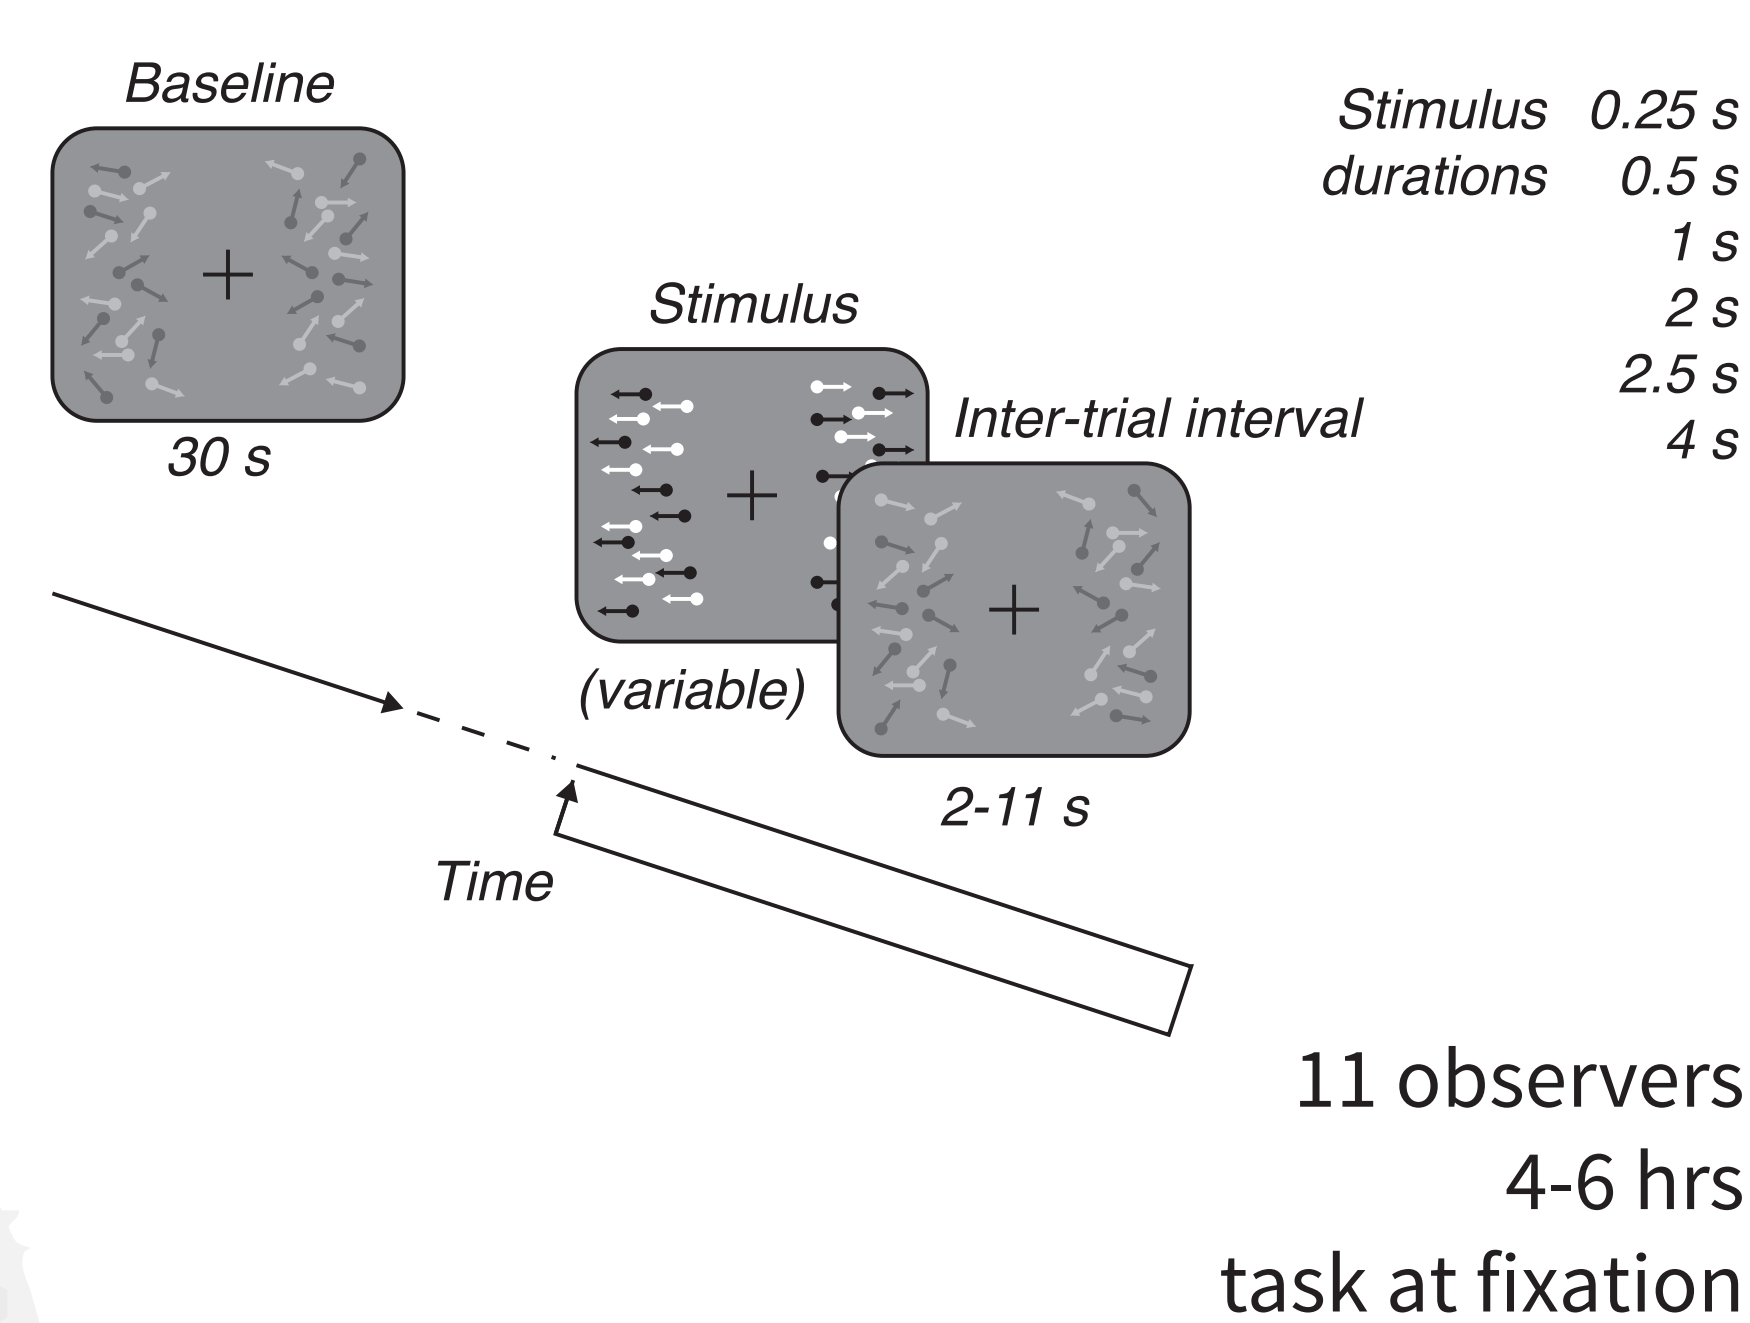 Baseline
30 s
Stimulus
(variable)
Inter-trial interval
2-11 s
Time
Stimulus 0.25 s
durations 0.5 s
1 s
2 s
2.5 s
4 s
11 observers
4-6 hrs
task at fixation